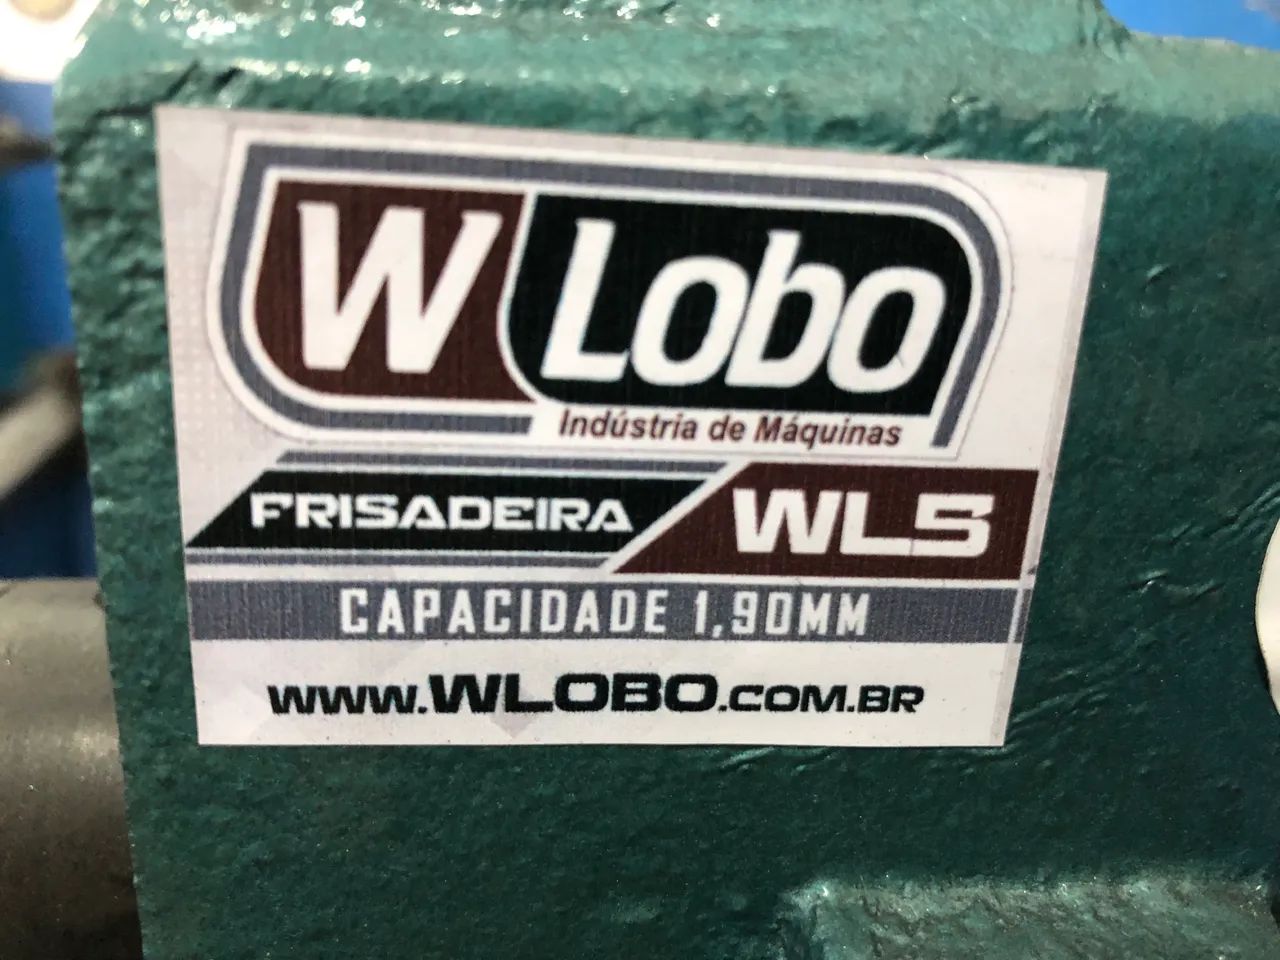 W Lobo
Indústria de Máquinas
FRISADEIRA WL5
CAPACIDADE 1,90MM
WWW.WLOBO.COM.BR